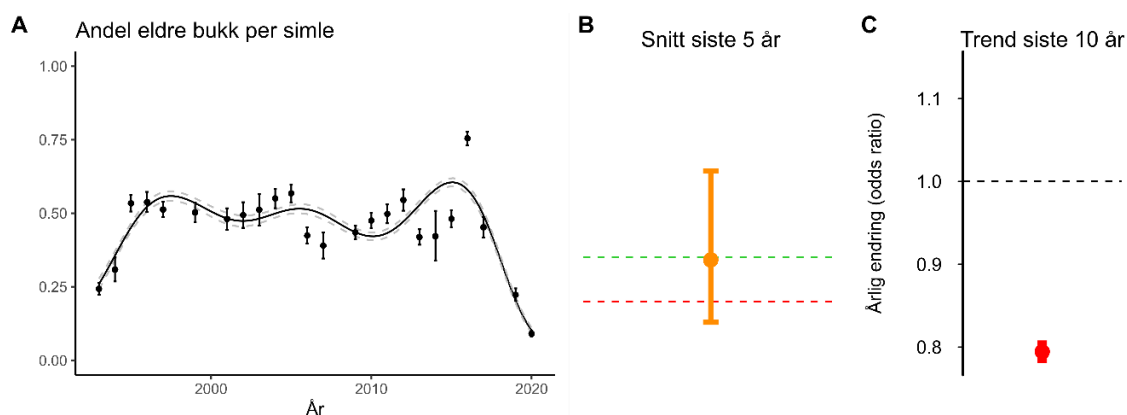 A
Andel eldre bukk per simle
1.00
0.75
0.50
0.25
0.00
2000
2010
2020
År
B
Snitt siste 5 år
C
Trend siste 10 år
Årlig endring (odds ratio)
1.1
1.0
0.9
0.8